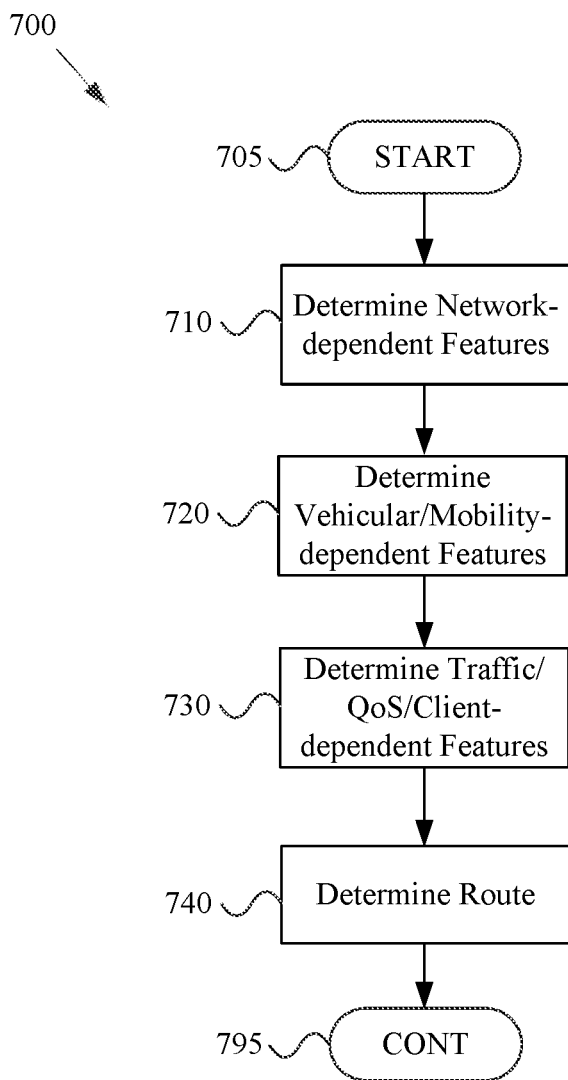 700
705
START
710
Determine Network-
dependent Features
720
Determine
Vehicular/Mobility-
dependent Features
730
Determine Traffic/
QoS/Client-
dependent Features
740
Determine Route
795
CONT